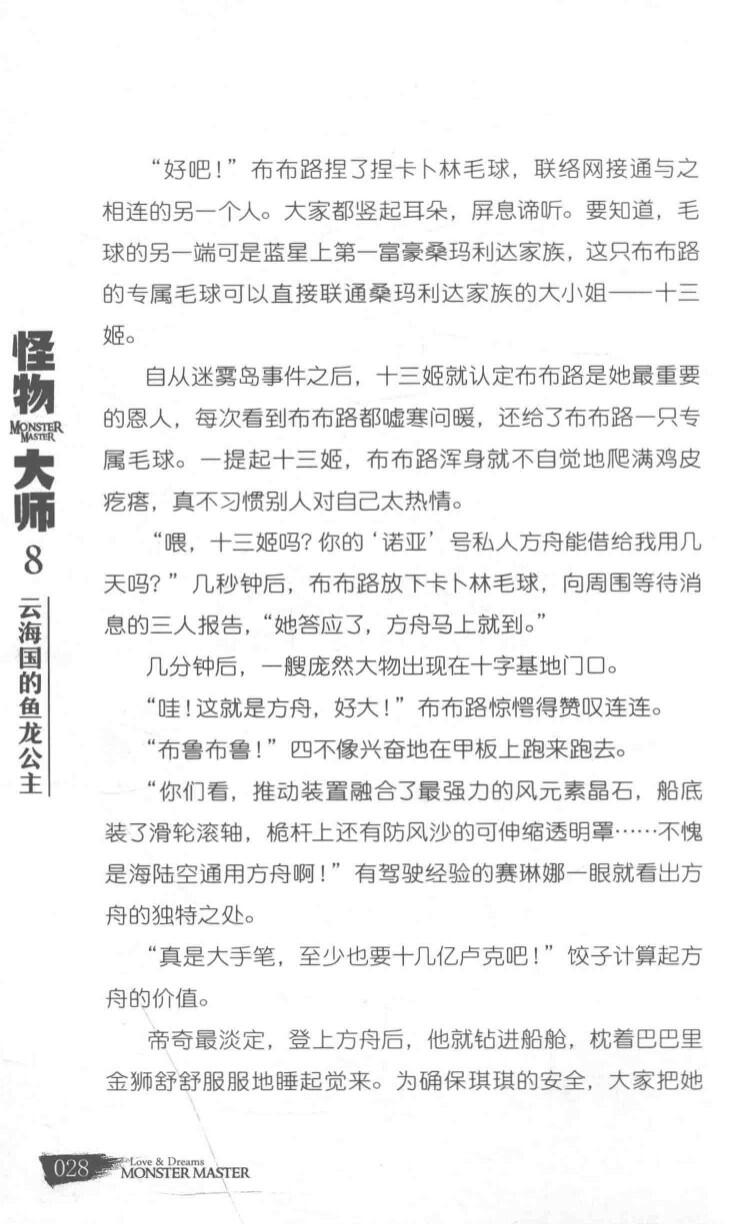 “好吧！”布布路捏了捏卡卜林毛球，联络网接通与之
相连的另一个人。大家都竖起耳朵，屏息谛听。要知道，毛
球的另一端可是蓝星上第一富豪桑玛利达家族，这只布布路
的专属毛球可以直接联通桑玛利达家族的大小姐——十三
姬。
自从迷雾岛事件之后，十三姬就认定布布路是她最重要
的恩人，每次看到布布路都嘘寒问暖，还给了布布路一只专
属毛球。一提起十三姬，布布路浑身就不自觉地爬满鸡皮
疙瘩，真不习惯别人对自己太热情。
“喂，十三姬吗？你的‘诺亚’号私人方舟能借给我用几
天吗？”几秒钟后，布布路放下卡卜林毛球，向周围等待消
息的三人报告，“她答应了，方舟马上就到。”
几分钟后，一艘庞然大物出现在十字基地门口。
“哇！这就是方舟，好大！”布布路惊愕得赞叹连连。
“布鲁布鲁！”四不像兴奋地在甲板上跑来跑去。
“你们看，推动装置融合了最强力的风元素晶石，船底
装了滑轮滚轴，桅杆上还有防风沙的可伸缩透明罩……不愧
是海陆空通用方舟啊！”有驾驶经验的赛琳娜一眼就看出方
舟的独特之处。
“真是大手笔，至少也要十几亿卢克吧！”饺子计算起方
舟的价值。
帝奇最淡定，登上方舟后，他就钻进船舱，枕着巴巴里
金狮舒舒服服地睡起觉来。为确保琪琪的安全，大家把她
怪物
MONSTER
MASTER
大师
8
云海国的鱼龙公主
028
Love & Dreams
MONSTER MASTER